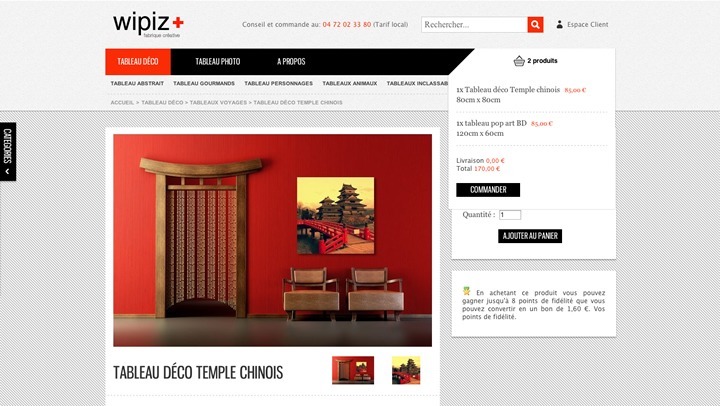 wipiz+
fabrique créative
Conseil et commande au: 04 72 02 33 80 (Tarif local)
Rechercher...
Espace Client
TABLEAU DÉCO TABLEAU PHOTO A PROPOS
2 produits
TABLEAU ABSTRAIT TABLEAU GOURMANDS TABLEAU PERSONNAGES TABLEAUX ANIMAUX TABLEAUX INCLASSAB
ACCUEIL > TABLEAU DÉCO > TABLEAUX VOYAGES > TABLEAU DÉCO TEMPLE CHINOIS
CATEGORIES
1x Tableau déco Temple chinois 85,00 €
80cm x 80cm
1x tableau pop art BD 85,00 €
120cm x 60cm
Livraison 0,00 €
Total 170,00 €
COMMANDER
Quantité : 1
AJOUTER AU PANIER
En achetant ce produit vous pouvez
gagner jusqu'à 8 points de fidélité que vous
pouvez convertir en un bon de 1,60 €. Vos
points de fidélité.
TABLEAU DÉCO TEMPLE CHINOIS